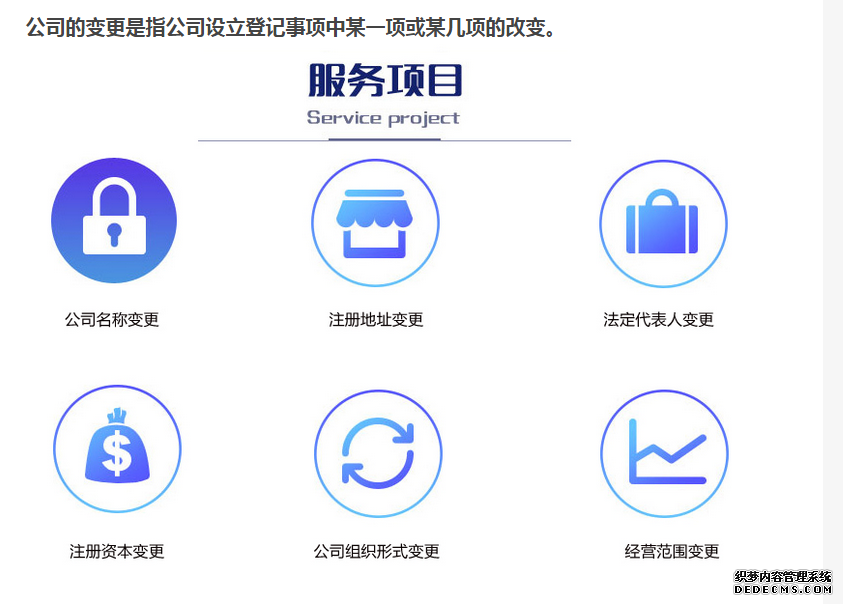 公司的变更是指公司设立登记事项中某一项或某几项的改变。
服务项目
Service project
公司名称变更
注册地址变更
法定代表人变更
$
注册资本变更
公司组织形式变更
经营范围变更
织梦内容管理系统
DEDECMS.COM